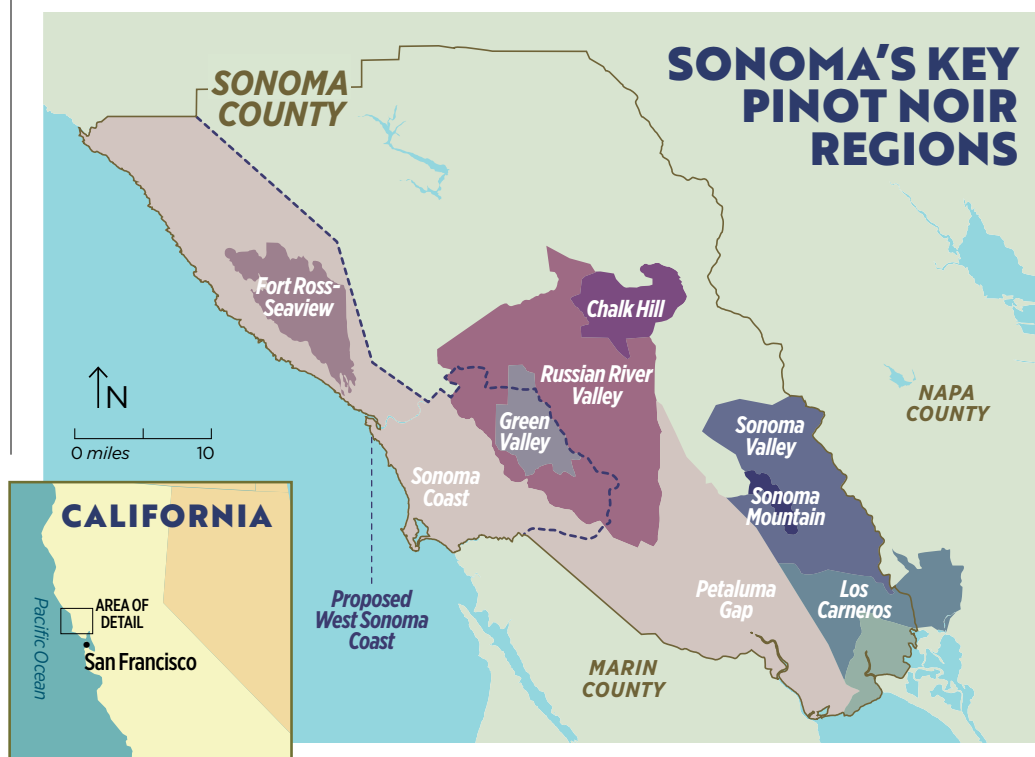 SONOMA'S KEY
PINOT NOIR
REGIONS
SONOMA
COUNTY
Fort Ross-
Seaview
Chalk Hill
Russian River
Valley
Green
Valley
NAPA
COUNTY
Sonoma
Valley
Sonoma
Mountain
Sonoma
Coast
N
0 miles 10
Petaluma
Gap
Los
Carneros
Proposed
West Sonoma
Coast
MARIN
COUNTY
CALIFORNIA
AREA OF
DETAIL
San Francisco
Pacific Ocean